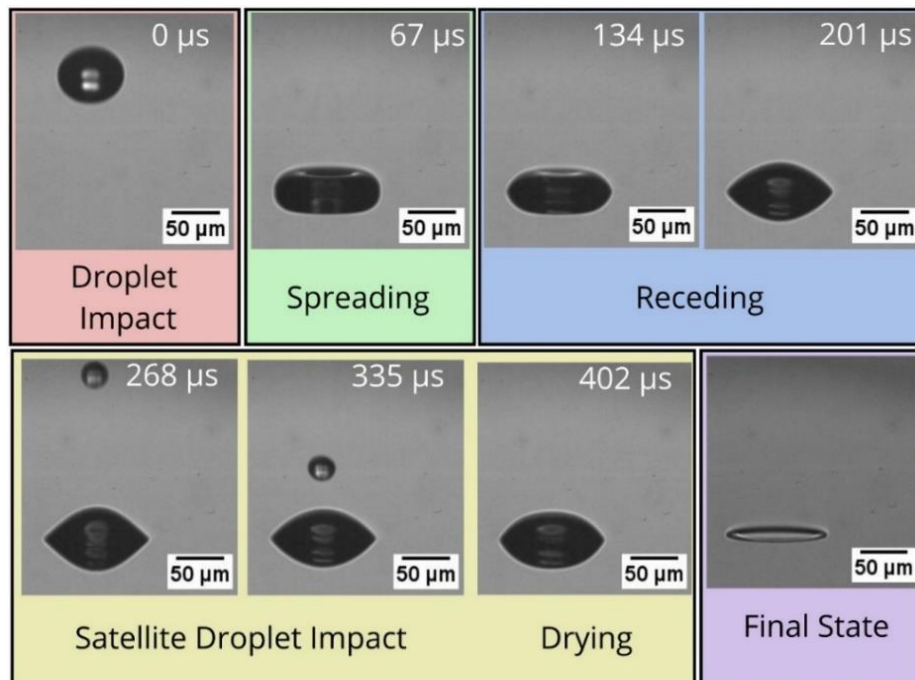 0 µs
67 µs
134 µs
201 µs
50 µm
50 µm
50 µm
50 µm
Droplet
Impact
Spreading
Receding
268 µs
335 µs
402 µs
50 µm
50 µm
50 µm
50 µm
Satellite Droplet Impact
Drying
Final State